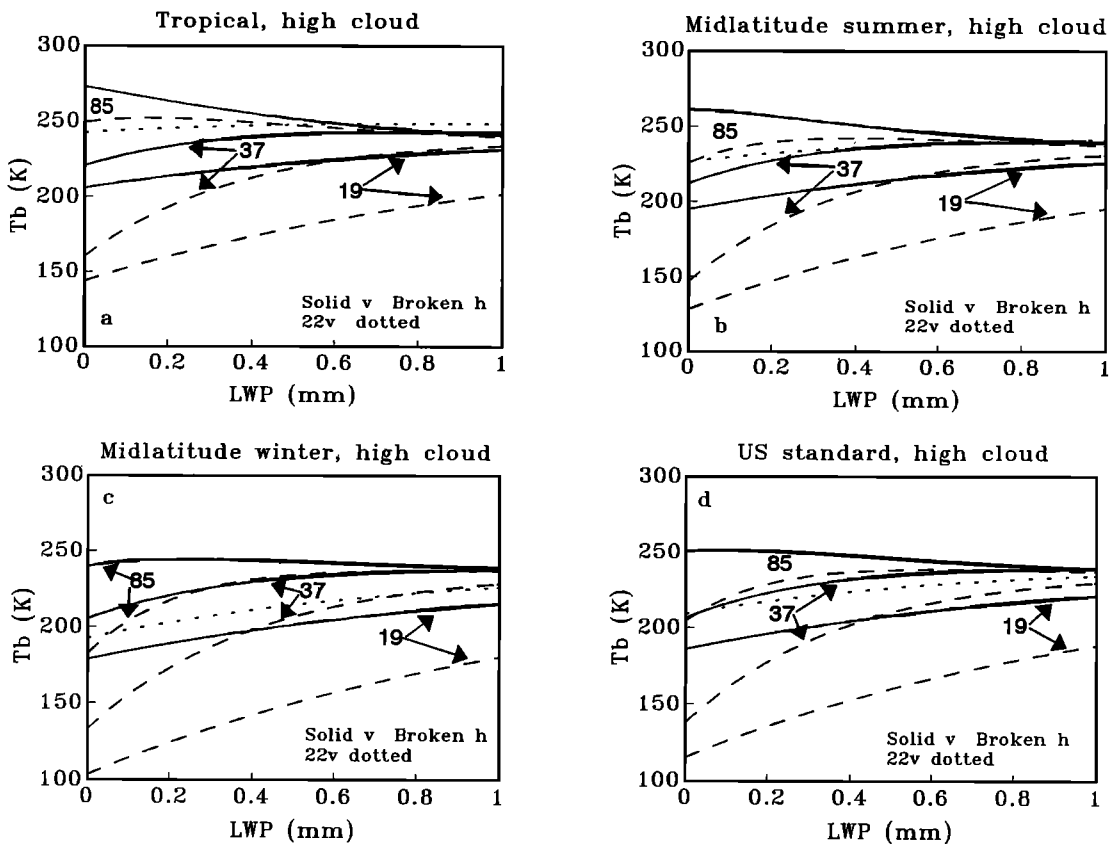 Tropical, high cloud
300
250
200
150
100
Tb (K)
85
37
19
Solid v Broken h
22v dotted
a
0
0.2
0.4
0.6
0.8
1
LWP (mm)
Midlatitude summer, high cloud
300
250
200
150
100
Tb (K)
85
37
19
Solid v Broken h
22v dotted
b
0
0.2
0.4
0.6
0.8
1
LWP (mm)
Midlatitude winter, high cloud
300
250
200
150
100
Tb (K)
c
85
37
19
Solid v Broken h
22v dotted
0
0.2
0.4
0.6
0.8
1
LWP (mm)
US standard, high cloud
300
250
200
150
100
Tb (K)
d
85
37
19
Solid v Broken h
22v dotted
0
0.2
0.4
0.6
0.8
1
LWP (mm)